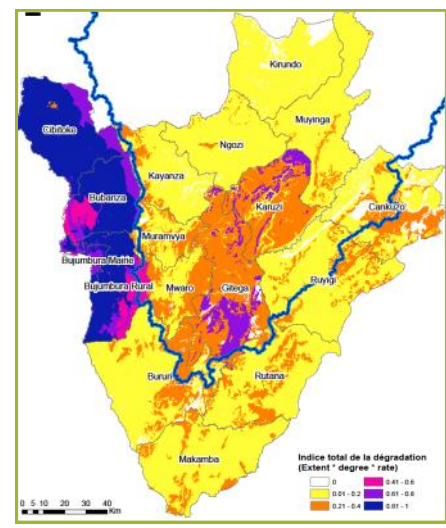 Kirundo
Muyinga
Cibitoke
Ngozi
Kayanza
Bubanza
Karuzi
Cankuzo
Muramvya
Bujumbura Mairie
Bujumbura Rural
Mwaro
Gitega
Ruyigi
Bururi
Rutana
Makamba
Indice total de la dégradation
(Extent * degree * rate)
0
0.41 - 0.6
0.01 - 0.2
0.61 - 0.8
0.21 - 0.4
0.81 - 1
0 5 10 20 30 40
Km